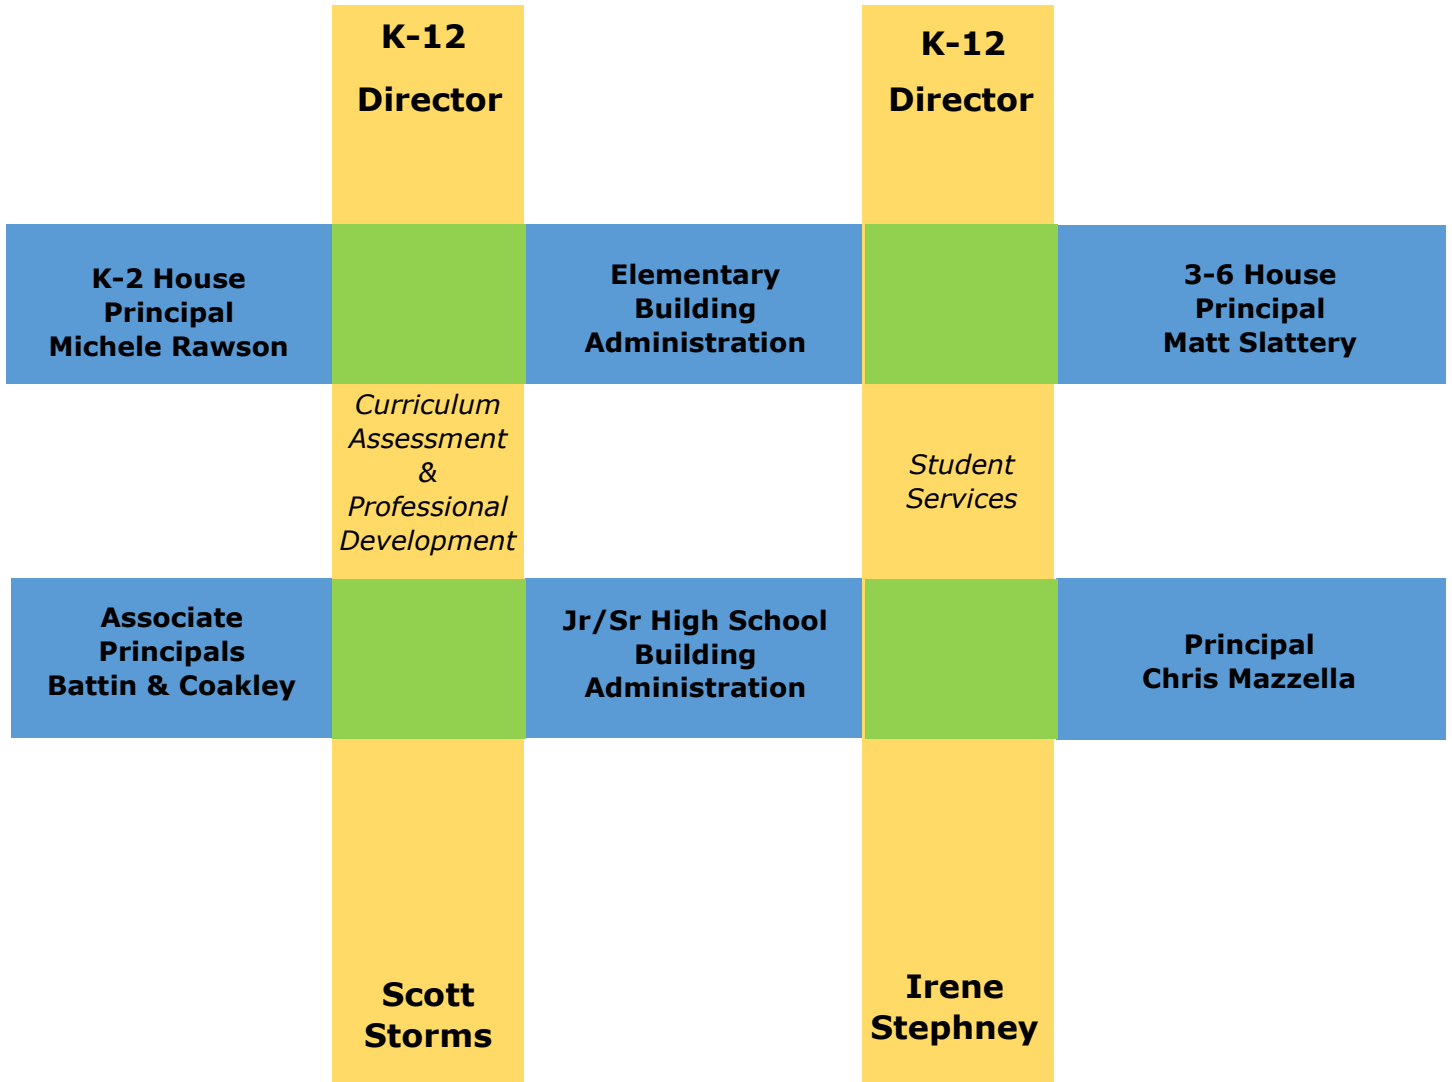 K-12
Director
K-12
Director
K-2 House
Principal
Michele Rawson
Elementary
Building
Administration
3-6 House
Principal
Matt Slattery
Curriculum
Assessment
&
Professional
Development
Student
Services
Associate
Principals
Battin & Coakley
Jr/Sr High School
Building
Administration
Principal
Chris Mazzella
Scott
Storms
Irene
Stephney